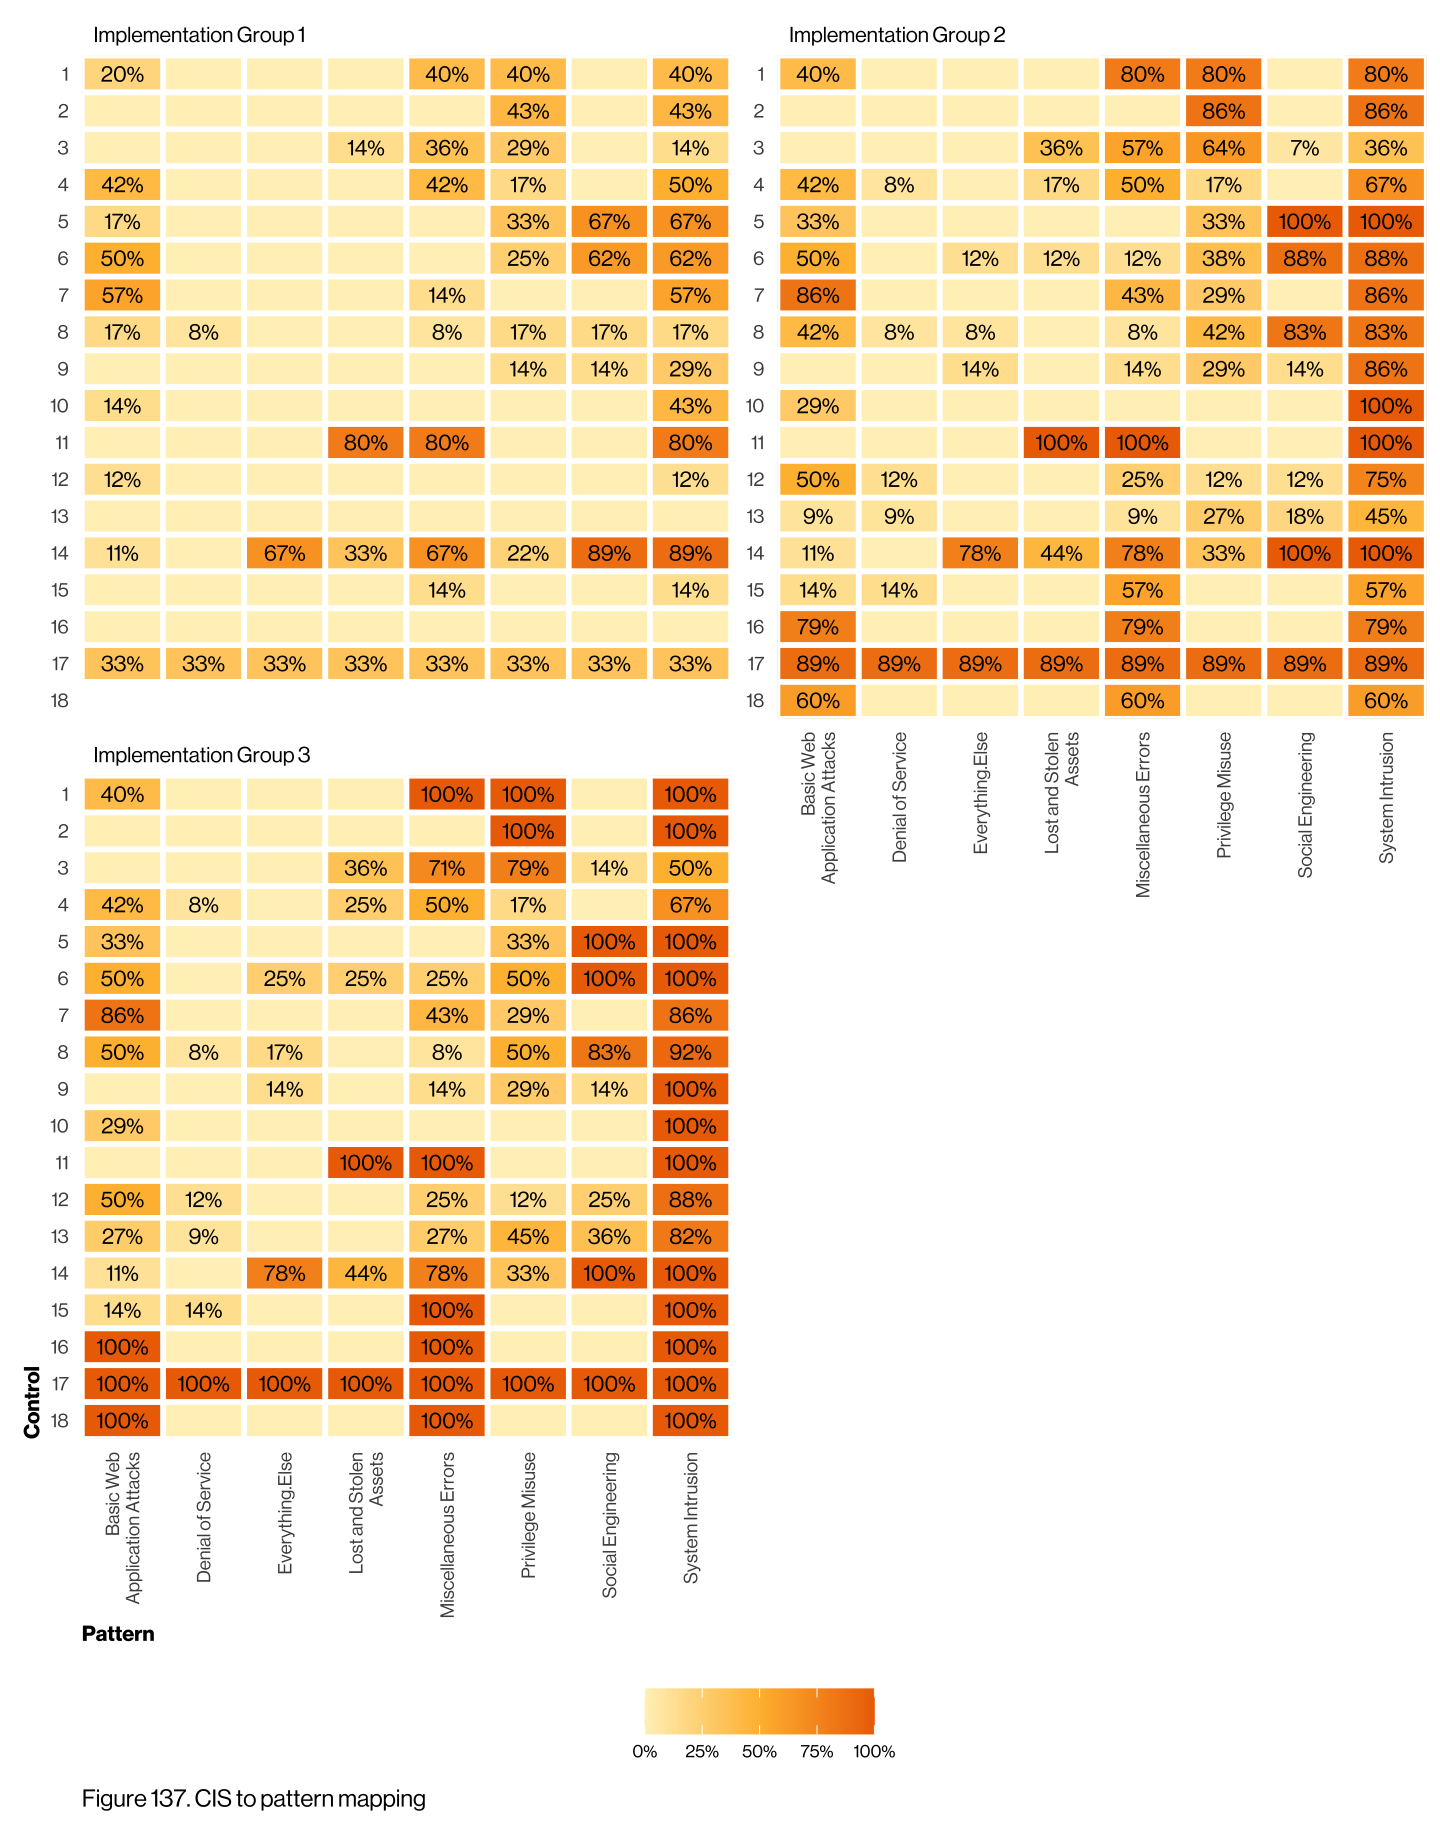 Implementation Group 1
1 20% 40% 40% 40%
2 43% 43%
3 14% 36% 29% 14%
4 42% 42% 17% 50%
5 17% 33% 67% 67%
6 50% 25% 62% 62%
7 57% 14% 57%
8 17% 8% 8% 17% 17% 17%
9 14% 14% 29%
10 14% 43%
11 80% 80% 80%
12 12% 12%
13
14 11% 67% 33% 67% 22% 89% 89%
15 14% 14%
16
17 33% 33% 33% 33% 33% 33% 33% 33%
18
Implementation Group 2
1 40% 80% 80% 80%
2 86% 86%
3 36% 57% 64% 7% 36%
4 42% 8% 17% 50% 17% 67%
5 33% 33% 100% 100%
6 50% 12% 12% 12% 38% 88% 88%
7 86% 43% 29% 86%
8 42% 8% 8% 8% 42% 83% 83%
9 14% 14% 29% 14% 86%
10 29% 100%
11 100% 100% 100%
12 50% 12% 25% 12% 12% 75%
13 9% 9% 9% 27% 18% 45%
14 11% 78% 44% 78% 33% 100% 100%
15 14% 14% 57% 57%
16 79% 79% 79%
17 89% 89% 89% 89% 89% 89% 89% 89%
18 60% 60% 60%
Basic Web
Application Attacks
Denial of Service
Everything.Else
Lost and Stolen
Assets
Miscellaneous Errors
Privilege Misuse
Social Engineering
System Intrusion
Implementation Group 3
1 40% 100% 100% 100%
2 100% 100%
3 36% 71% 79% 14% 50%
4 42% 8% 25% 50% 17% 67%
5 33% 33% 100% 100%
6 50% 25% 25% 25% 50% 100% 100%
7 86% 43% 29% 86%
8 50% 8% 17% 8% 50% 83% 92%
9 14% 14% 29% 14% 100%
10 29% 100%
11 100% 100% 100%
12 50% 12% 25% 12% 25% 88%
13 27% 9% 27% 45% 36% 82%
14 11% 78% 44% 78% 33% 100% 100%
15 14% 14% 100% 100%
16 100% 100% 100%
17 100% 100% 100% 100% 100% 100% 100% 100%
18 100% 100% 100%
Control
Basic Web
Application Attacks
Denial of Service
Everything.Else
Lost and Stolen
Assets
Miscellaneous Errors
Privilege Misuse
Social Engineering
System Intrusion
Pattern
0% 25% 50% 75% 100%
Figure 137. CIS to pattern mapping